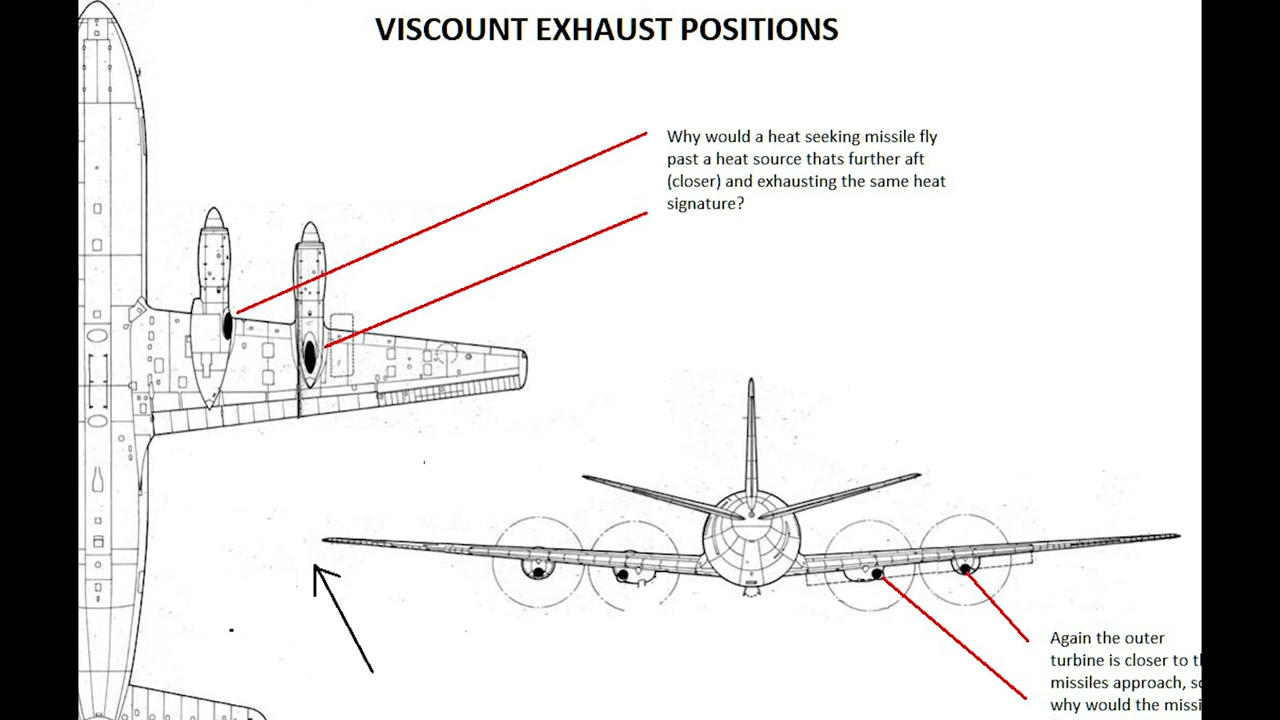 VISCOUNT EXHAUST POSITIONS
Why would a heat seeking missile fly
past a heat source thats further aft
(closer) and exhausting the same heat
signature?
Again the outer
turbine is closer to
missiles approach,
why would the